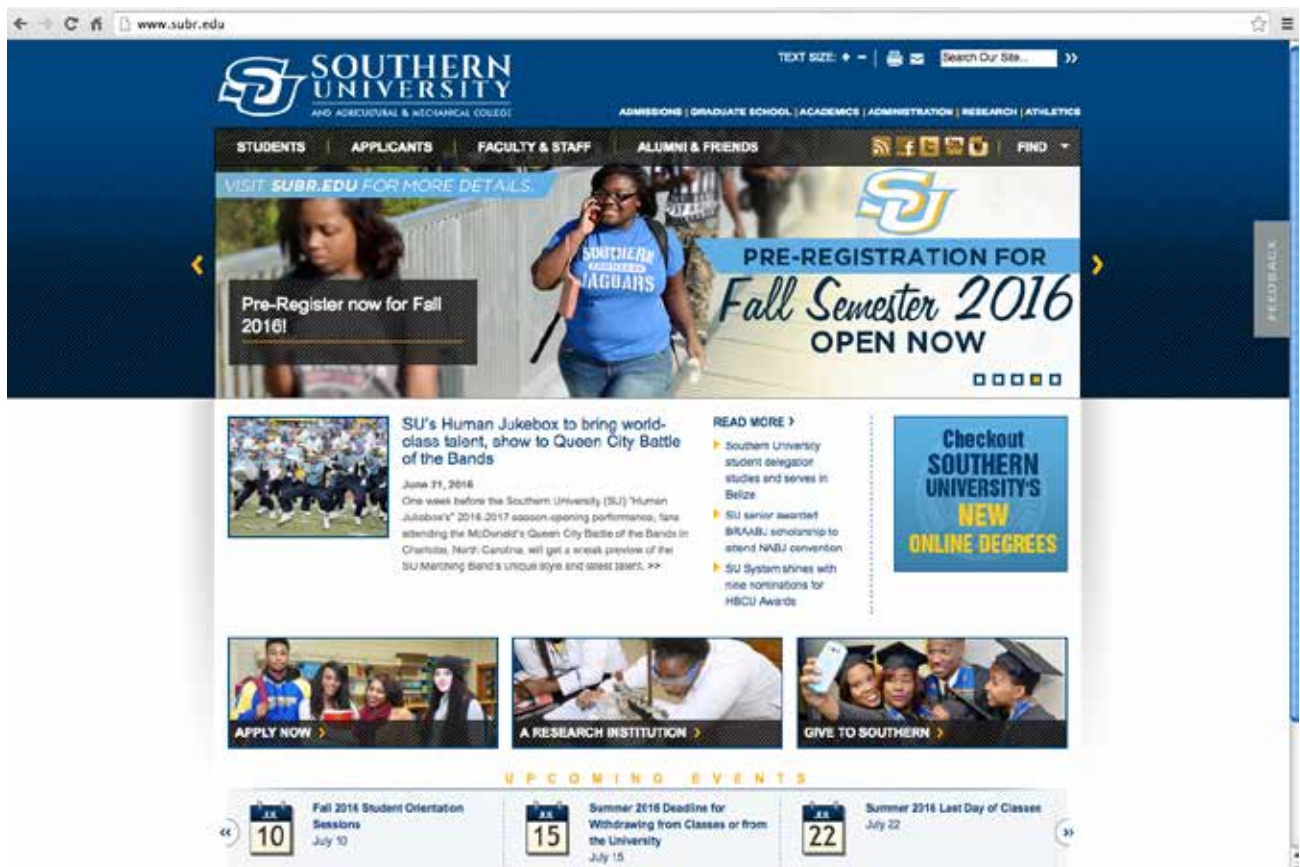 www.subr.edu
SOUTHERN
UNIVERSITY
AND AGRICULTURAL & MECHANICAL COLLEGE
TEXT SIZE: + −
Search Our Site...
ADMISSIONS | GRADUATE SCHOOL | ACADEMICS | ADMINISTRATION | RESEARCH | ATHLETICS
STUDENTS
APPLICANTS
FACULTY & STAFF
ALUMNI & FRIENDS
FIND
VISIT SUBR.EDU FOR MORE DETAILS.
SU
SOUTHERN
JAGUARS
PRE-REGISTRATION FOR
Fall Semester 2016
OPEN NOW
Pre-Register now for Fall
2016!
FEEDBACK
SU's Human Jukebox to bring world-
class talent, show to Queen City Battle
of the Bands
June 21, 2016
One week before the Southern University (SU) "Human
Jukebox's" 2016-2017 season-opening performance, fans
attending the McDonald's Queen City Battle of the Bands in
Charlotte, North Carolina, will get a sneak preview of the
SU Marching Band's unique style and latest talent. >>
READ MORE >
Southern University
student delegation
studies and serves in
Belize
SU senior awarded
BRAABJ scholarship to
attend NABJ convention
SU System shines with
nine nominations for
HBCU Awards
Checkout
SOUTHERN
UNIVERSITY'S
NEW
ONLINE DEGREES
APPLY NOW >
A RESEARCH INSTITUTION >
GIVE TO SOUTHERN >
UPCOMING EVENTS
JUL
10
Fall 2016 Student Orientation
Sessions
July 10
JUL
15
Summer 2016 Deadline for
Withdrawing from Classes or from
the University
July 15
JUL
22
Summer 2016 Last Day of Classes
July 22